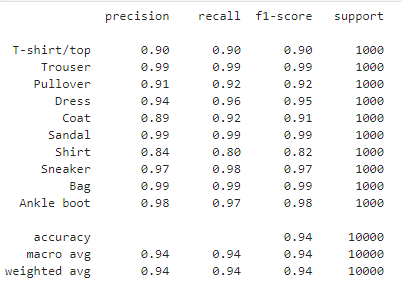 precision recall f1-score support
T-shirt/top 0.90 0.90 0.90 1000
Trouser 0.99 0.99 0.99 1000
Pullover 0.91 0.92 0.92 1000
Dress 0.94 0.96 0.95 1000
Coat 0.89 0.92 0.91 1000
Sandal 0.99 0.99 0.99 1000
Shirt 0.84 0.80 0.82 1000
Sneaker 0.97 0.98 0.97 1000
Bag 0.99 0.99 0.99 1000
Ankle boot 0.98 0.97 0.98 1000
accuracy 0.94 10000
macro avg 0.94 0.94 0.94 10000
weighted avg 0.94 0.94 0.94 10000